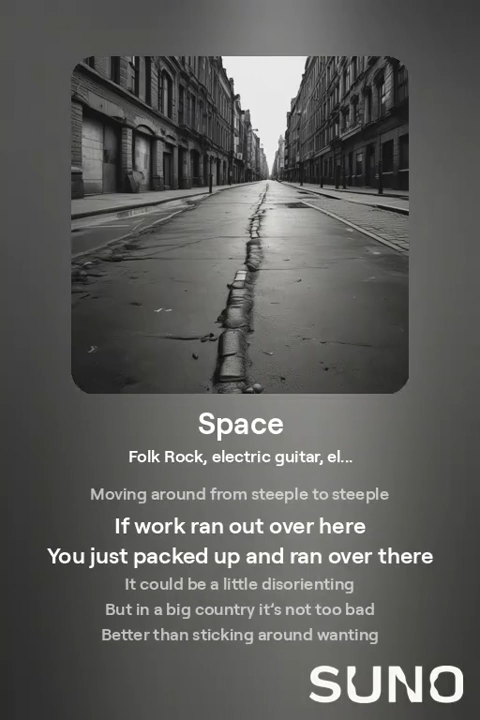 Space
Folk Rock, electric guitar, el...
Moving around from steeple to steeple
If work ran out over here
You just packed up and ran over there
It could be a little disorienting
But in a big country it’s not too bad
Better than sticking around wanting
SUNO